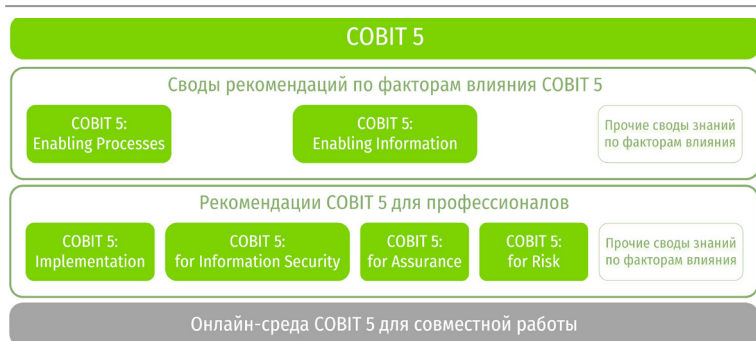 COBIT 5
Своды рекомендаций по факторам влияния COBIT 5
COBIT 5:
Enabling Processes
COBIT 5:
Enabling Information
Прочие своды знаний
по факторам влияния
Рекомендации COBIT 5 для профессионалов
COBIT 5:
Implementation
COBIT 5:
for Information Security
COBIT 5:
for Assurance
COBIT 5:
for Risk
Прочие своды знаний
по факторам влияния
Онлайн-среда COBIT 5 для совместной работы